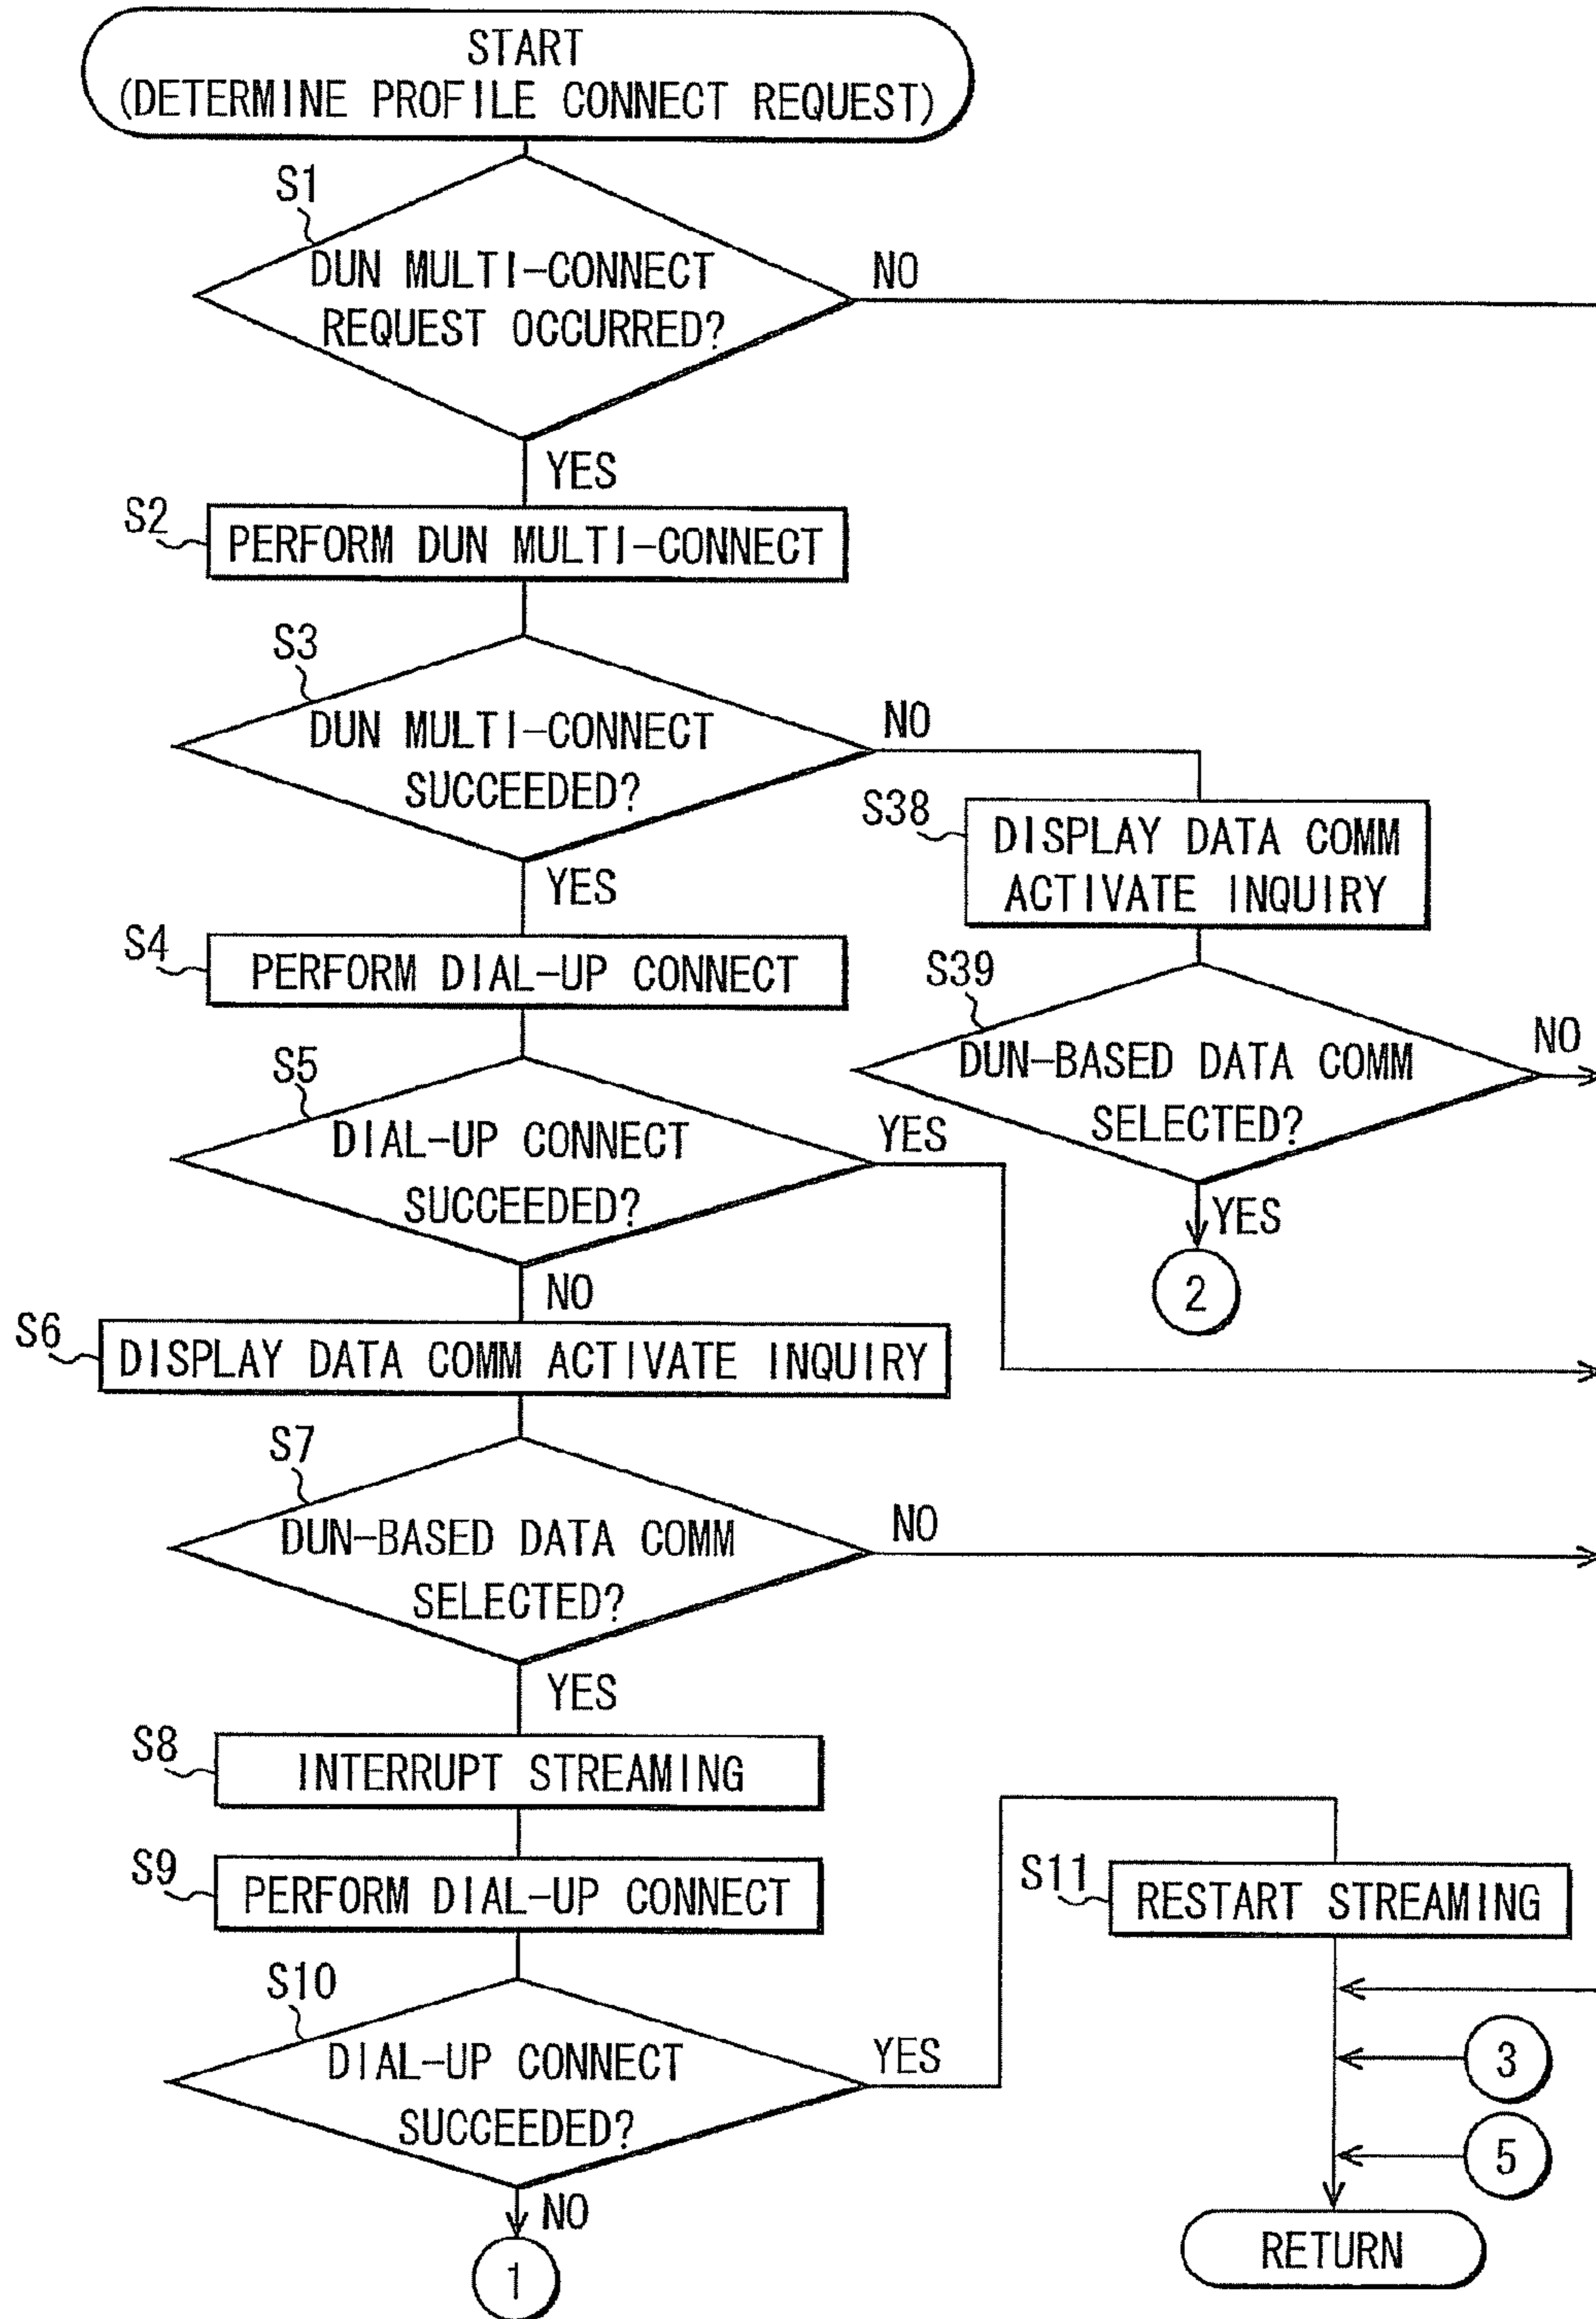 START
(DETERMINE PROFILE CONNECT REQUEST)
S1
DUN MULTI-CONNECT
REQUEST OCCURRED?
NO
YES
S2
PERFORM DUN MULTI-CONNECT
S3
DUN MULTI-CONNECT
SUCCEEDED?
NO
YES
S38
DISPLAY DATA COMM
ACTIVATE INQUIRY
S4
PERFORM DIAL-UP CONNECT
S39
DUN-BASED DATA COMM
SELECTED?
NO
YES
2
S5
DIAL-UP CONNECT
SUCCEEDED?
YES
NO
S6
DISPLAY DATA COMM ACTIVATE INQUIRY
S7
DUN-BASED DATA COMM
SELECTED?
NO
YES
S8
INTERRUPT STREAMING
S9
PERFORM DIAL-UP CONNECT
S11
RESTART STREAMING
S10
DIAL-UP CONNECT
SUCCEEDED?
YES
NO
1
3
5
RETURN